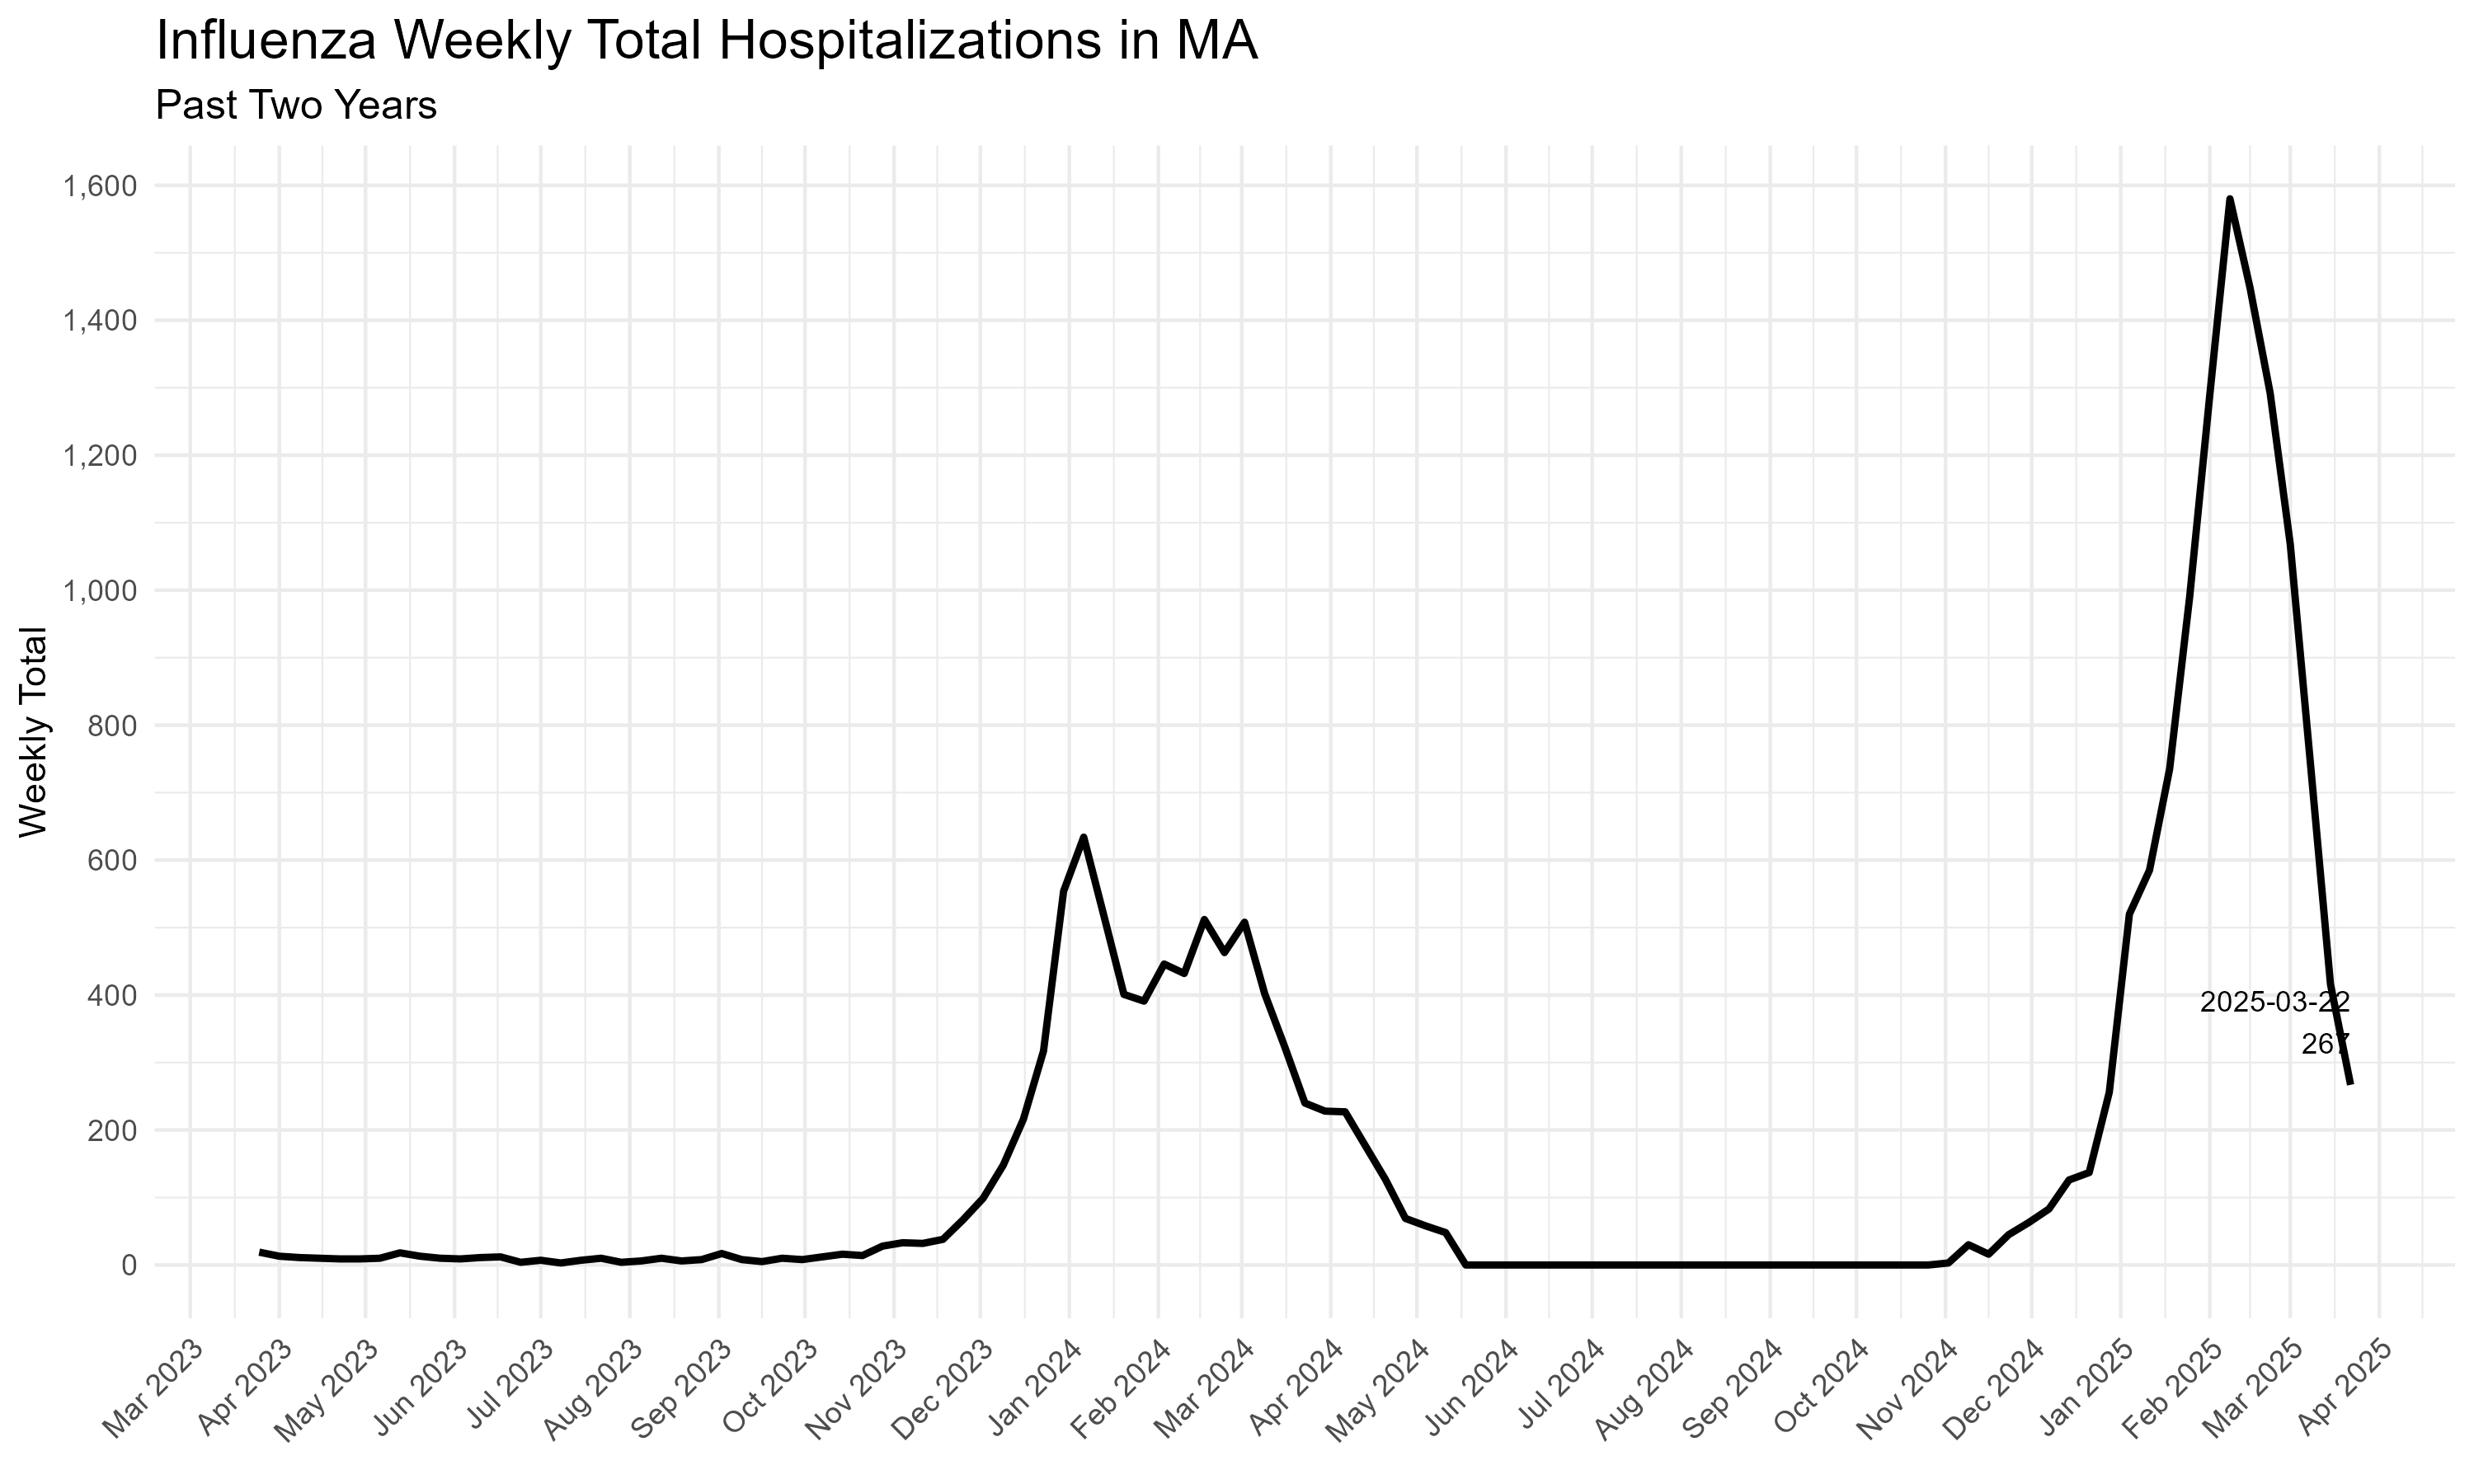 Influenza Weekly Total Hospitalizations in MA
Past Two Years
Weekly Total
1,600
1,400
1,200
1,000
800
600
400
200
0
2025-03-22
267
Mar 2023
Apr 2023
May 2023
Jun 2023
Jul 2023
Aug 2023
Sep 2023
Oct 2023
Nov 2023
Dec 2023
Jan 2024
Feb 2024
Mar 2024
Apr 2024
May 2024
Jun 2024
Jul 2024
Aug 2024
Sep 2024
Oct 2024
Nov 2024
Dec 2024
Jan 2025
Feb 2025
Mar 2025
Apr 2025